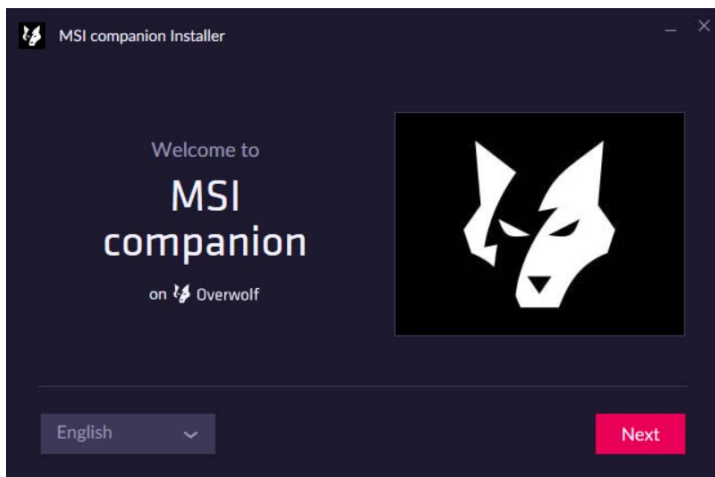 MSI companion Installer
Welcome to
MSI
companion
on Overwolf
English
Next